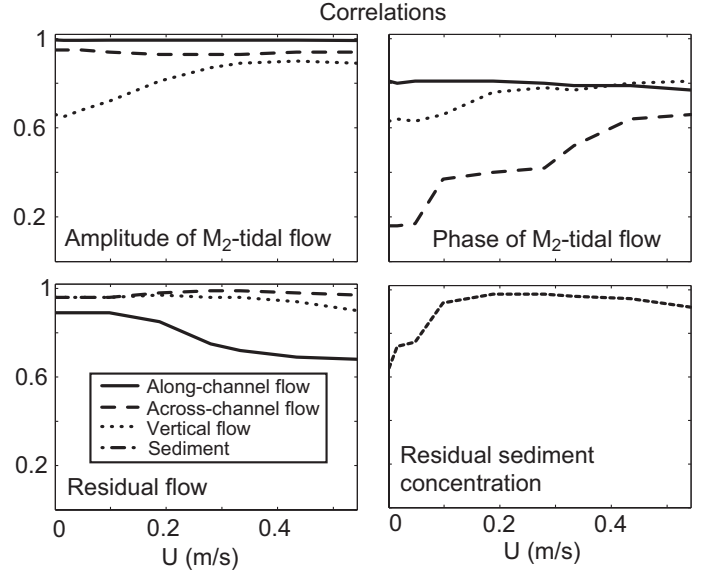 Correlations
1
0.6
0.2
Amplitude of M2-tidal flow
Phase of M2-tidal flow
1
0.6
0.2
Along-channel flow
Across-channel flow
Vertical flow
Sediment
Residual flow
Residual sediment
concentration
0 0.2 0.4
U (m/s)
0 0.2 0.4
U (m/s)